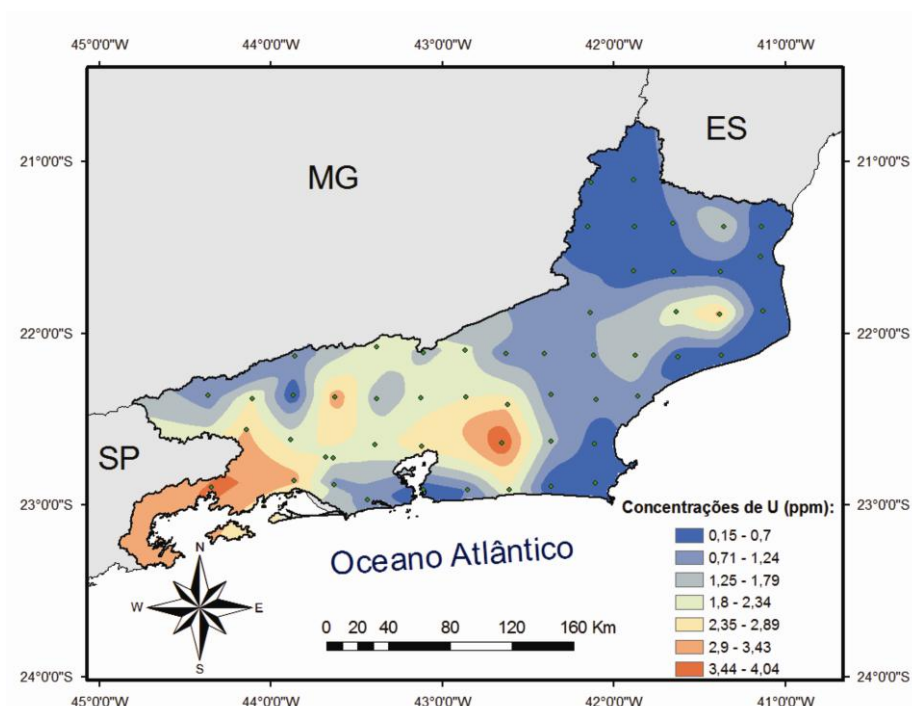 45°0'0"W 44°0'0"W 43°0'0"W 42°0'0"W 41°0'0"W
ES
21°0'0"S 21°0'0"S
MG
22°0'0"S 22°0'0"S
SP
23°0'0"S 23°0'0"S
Concentrações de U (ppm):
0,15 - 0,7
0,71 - 1,24
1,25 - 1,79
1,8 - 2,34
2,35 - 2,89
2,9 - 3,43
3,44 - 4,04
Oceano Atlântico
N
W E
S
0 20 40 80 120 160 Km
24°0'0"S 24°0'0"S
45°0'0"W 44°0'0"W 43°0'0"W 42°0'0"W 41°0'0"W